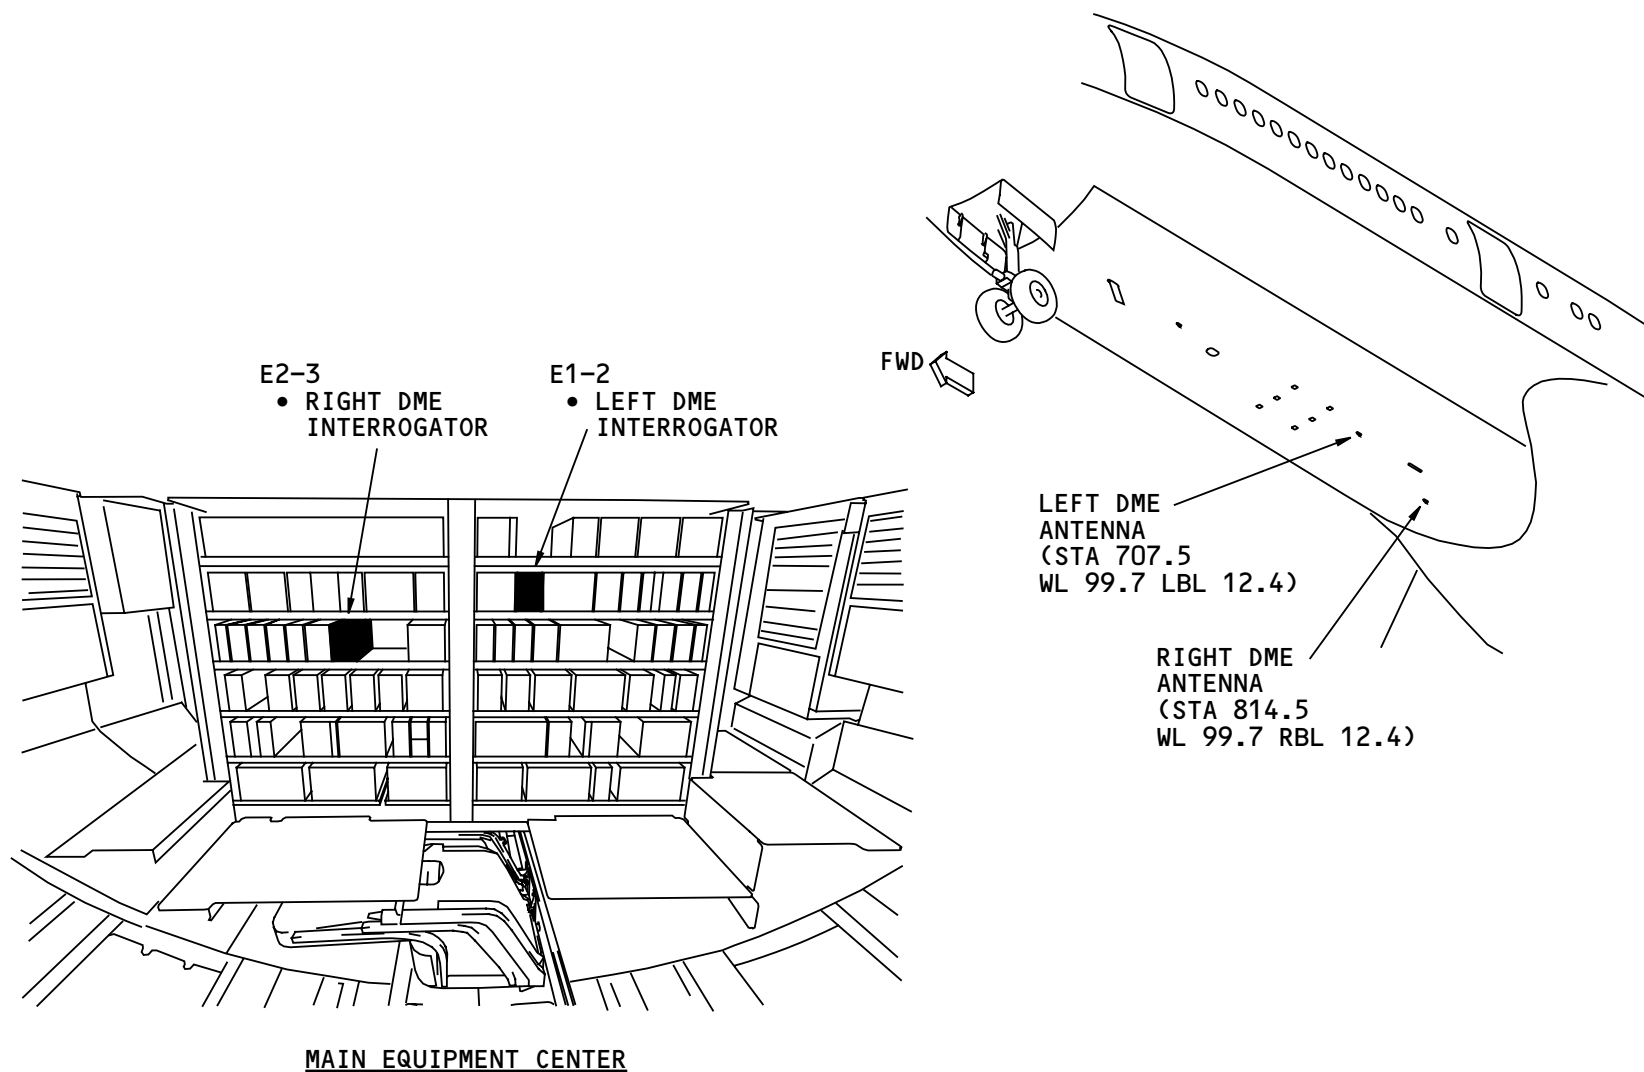 FWD
E2-3
• RIGHT DME
INTERROGATOR
E1-2
• LEFT DME
INTERROGATOR
LEFT DME
ANTENNA
(STA 707.5
WL 99.7 LBL 12.4)
RIGHT DME
ANTENNA
(STA 814.5
WL 99.7 RBL 12.4)
MAIN EQUIPMENT CENTER